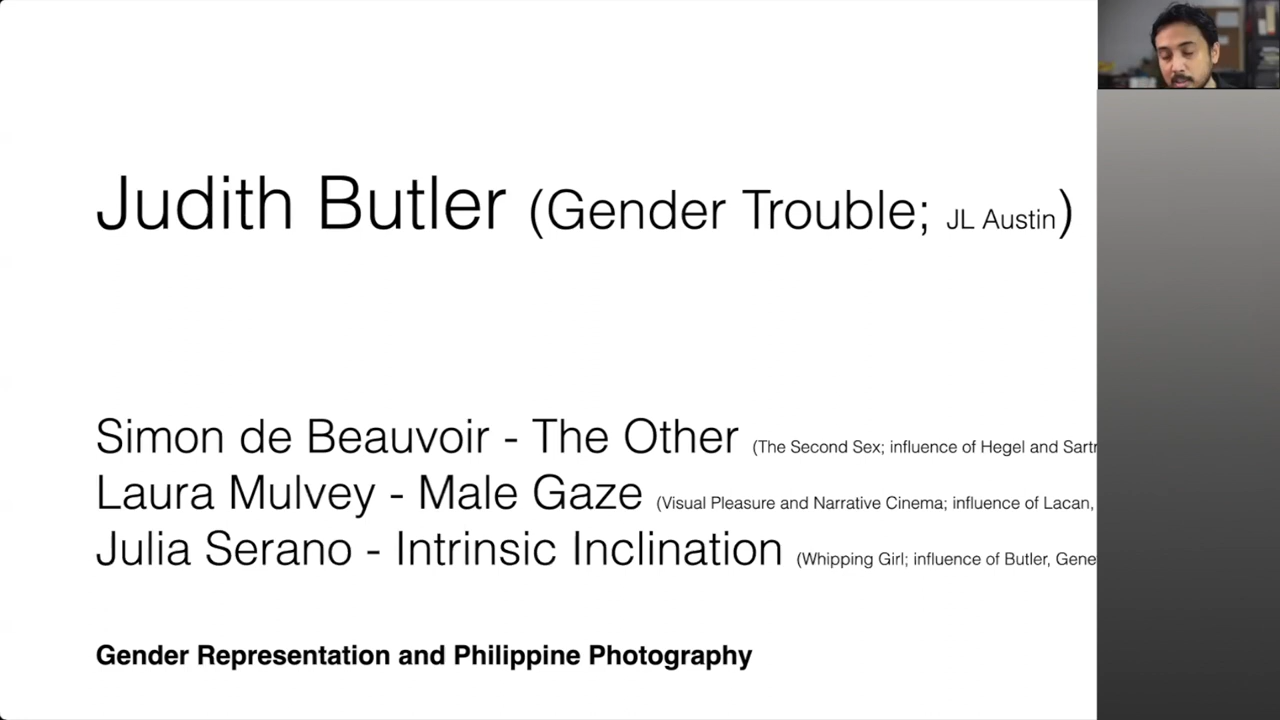 Judith Butler (Gender Trouble; JL Austin)
Simon de Beauvoir - The Other (The Second Sex; influence of Hegel and Sartr
Laura Mulvey - Male Gaze (Visual Pleasure and Narrative Cinema; influence of Lacan,
Julia Serano - Intrinsic Inclination (Whipping Girl; influence of Butler, Gene
Gender Representation and Philippine Photography